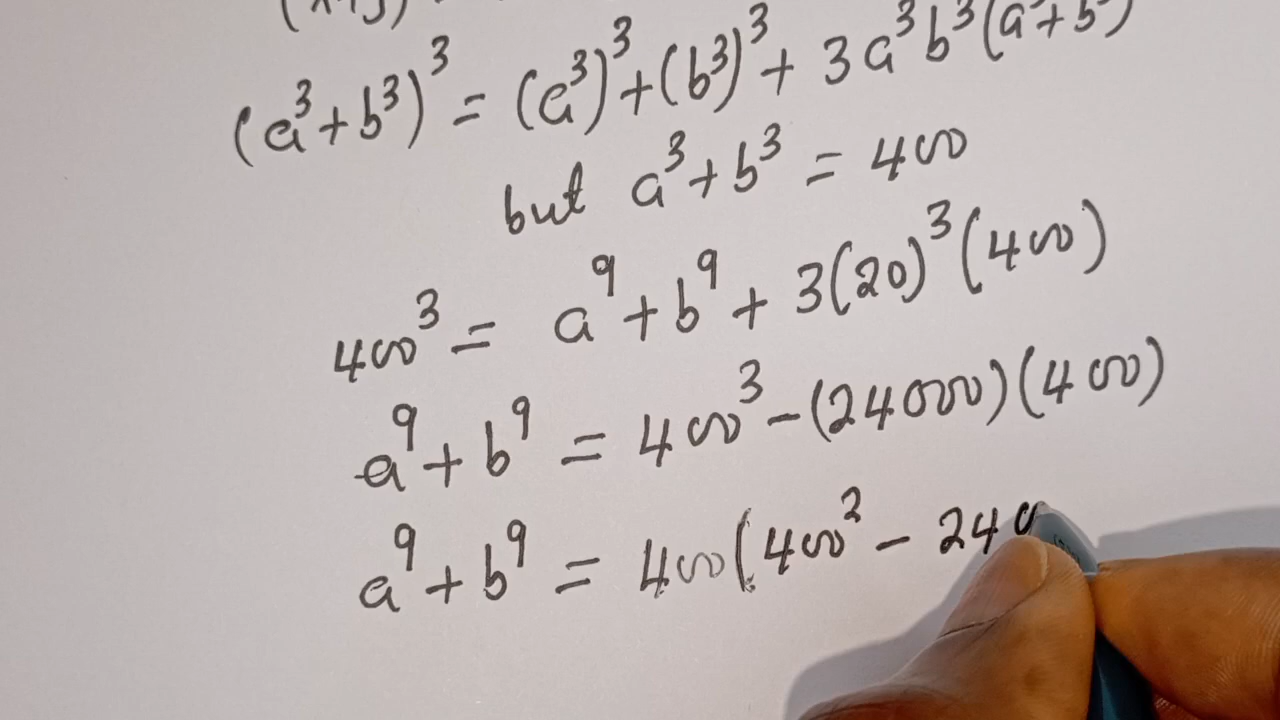 (x+y)
(a³+b³)³ = (a³)³+(b³)³+ 3a³b³(a³+b³)
but a³+b³ = 400
400³ = a⁹+b⁹+ 3(20)³(400)
a⁹+b⁹ = 400³-(24000)(400)
a⁹+b⁹ = 400(400² - 240